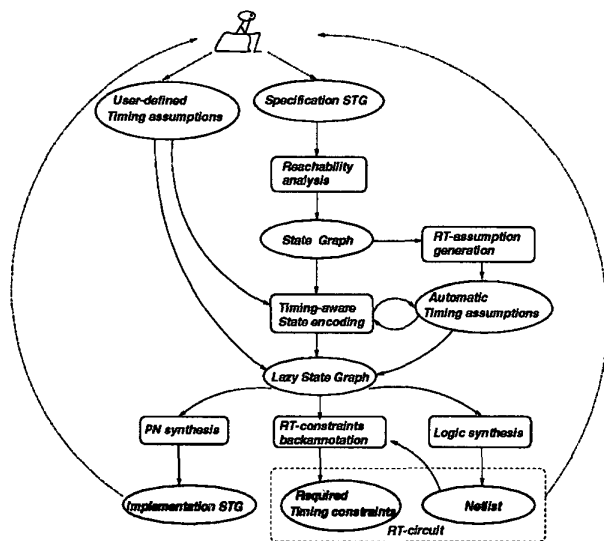 User-defined
Timing assumptions
Specification STG
Reachability
analysis
State Graph
RT-assumption
generation
Timing-aware
State encoding
Automatic
Timing assumptions
Lazy State Graph
PN synthesis
RT-constraints
backannotation
Logic synthesis
Implementation STG
Required
Timing constraints
Netlist
RT-circuit